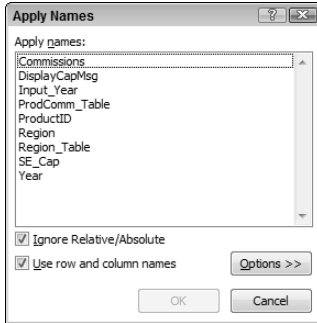 Apply Names
Apply names:
Commissions
DisplayCapMsg
Input_Year
ProdComm_Table
ProductID
Region
Region_Table
SE_Cap
Year
Ignore Relative/Absolute
Use row and column names
Options >>
OK
Cancel